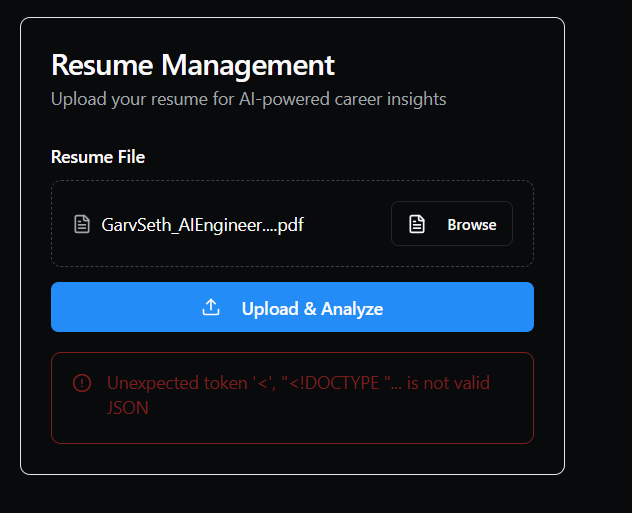 Resume Management
Upload your resume for AI-powered career insights
Resume File
GarvSeth_AIEngineer....pdf
Browse
Upload & Analyze
Unexpected token '<', "<!DOCTYPE "... is not valid
JSON